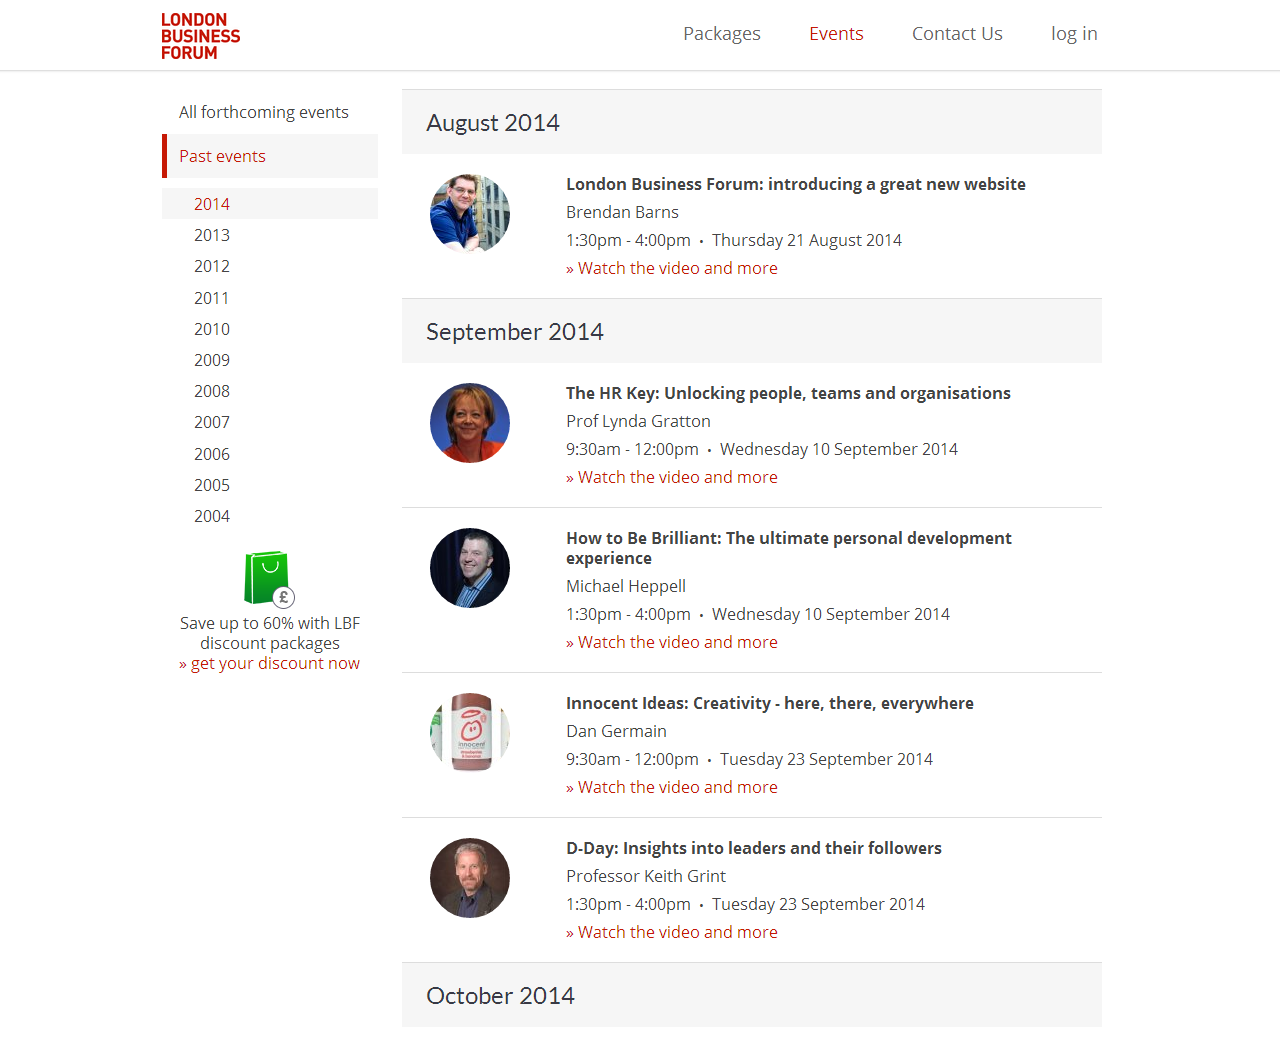 LONDON
BUSINESS
FORUM
Packages
Events
Contact Us
log in
All forthcoming events
Past events
2014
2013
2012
2011
2010
2009
2008
2007
2006
2005
2004
£
Save up to 60% with LBF
discount packages
» get your discount now
August 2014
London Business Forum: introducing a great new website
Brendan Barns
1:30pm - 4:00pm • Thursday 21 August 2014
» Watch the video and more
September 2014
The HR Key: Unlocking people, teams and organisations
Prof Lynda Gratton
9:30am - 12:00pm • Wednesday 10 September 2014
» Watch the video and more
How to Be Brilliant: The ultimate personal development
experience
Michael Heppell
1:30pm - 4:00pm • Wednesday 10 September 2014
» Watch the video and more
innocent
Innocent Ideas: Creativity - here, there, everywhere
Dan Germain
9:30am - 12:00pm • Tuesday 23 September 2014
» Watch the video and more
D-Day: Insights into leaders and their followers
Professor Keith Grint
1:30pm - 4:00pm • Tuesday 23 September 2014
» Watch the video and more
October 2014